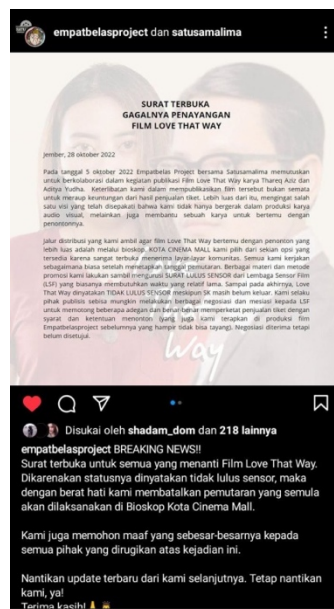 empatbelasproject dan satusamalima
SURAT TERBUKA
GAGALNYA PENAYANGAN
FILM LOVE THAT WAY
Jember, 28 oktober 2022
Pada tanggal 5 oktober 2022 Empatbelas Project bersama Satusamalima memutuskan
untuk berkolaborasi dalam kegiatan publikasi Film Love That Way karya Thareq Aziz dan
Aditya Yudha. Keterlibatan kami dalam mempublikasikan film tersebut bukan semata
untuk meraup keuntungan dari hasil penjualan tiket. Lebih luas dari itu, mengingat salah
satu visi yang telah disepakati bahwa kami tidak hanya bergerak dalam produksi karya
audio visual, melainkan juga membantu sebuah karya untuk bertemu dengan
penontonnya.
Jalur distribusi yang kami ambil agar film Love That Way bertemu dengan penonton yang
lebih luas adalah melalui bioskop. KOTA CINEMA MALL kami pilih dari sekian opsi yang
tersedia karena sangat terbuka menerima layar-layar komunitas. Semua kami kerjakan
sebagaimana biasa setelah menetapkan tanggal pemutaran. Berbagai materi dan metode
promosi kami lakukan sambil mengurus SURAT LULUS SENSOR dari Lembaga Sensor Film
(LSF) yang biasanya membutuhkan waktu yang relatif lama. Sampai pada akhirnya, Love
That Way dinyatakan TIDAK LULUS SENSOR meskipun SK masih belum keluar. Kami selaku
pihak publisis sebisa mungkin melakukan berbagai negosiasi dan mediasi kepada LSF
untuk memotong beberapa adegan dan benar-benar memperketat penjualan tiket dengan
syarat dan ketentuan menonton (yang juga kami terapkan di produksi film
Empatbelasproject sebelumnya yang hampir tidak bisa tayang). Negosiasi diterima tetapi
belum disetujui.
Way
Disukai oleh shadam_dom dan 218 lainnya
empatbelasproject BREAKING NEWS!!
Surat terbuka untuk semua yang menanti Film Love That Way.
Dikarenakan statusnya dinyatakan tidak lulus sensor, maka
dengan berat hati kami membatalkan pemutaran yang semula
akan dilaksanakan di Bioskop Kota Cinema Mall.
Kami juga memohon maaf yang sebesar-besarnya kepada
semua pihak yang dirugikan atas kejadian ini.
Nantikan update terbaru dari kami selanjutnya. Tetap nantikan
kami, ya!
Terima kasih!